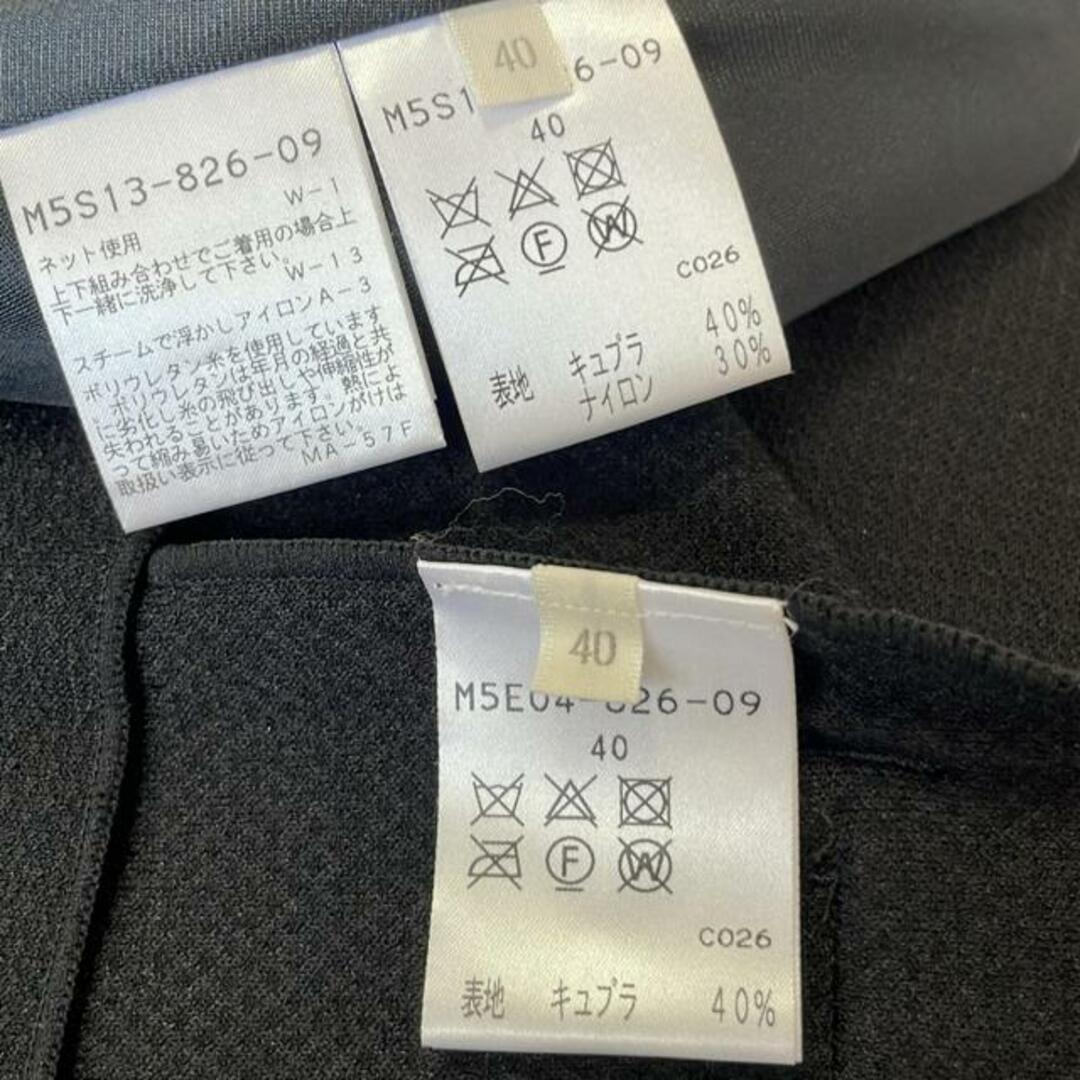 M5S13-826-09
W-1
ネット使用
上下組み合わせでご着用の場合上
下一緒に洗浄して下さい。
W-13
スチームで浮かしアイロンA-3
ポリウレタン糸を使用しています
ポリウレタンは年月の経過と共
に劣化し糸の飛び出しや伸縮性が
失われることがあります。熱によ
って縮み易いためアイロンがけは
取扱い表示に従って下さい。
MA-57F
40
M5S1 6-09
40
F
W
C026
表地 キュプラ 40%
ナイロン 30%
40
M5E04- 26-09
40
F
W
C026
表地 キュプラ 40%